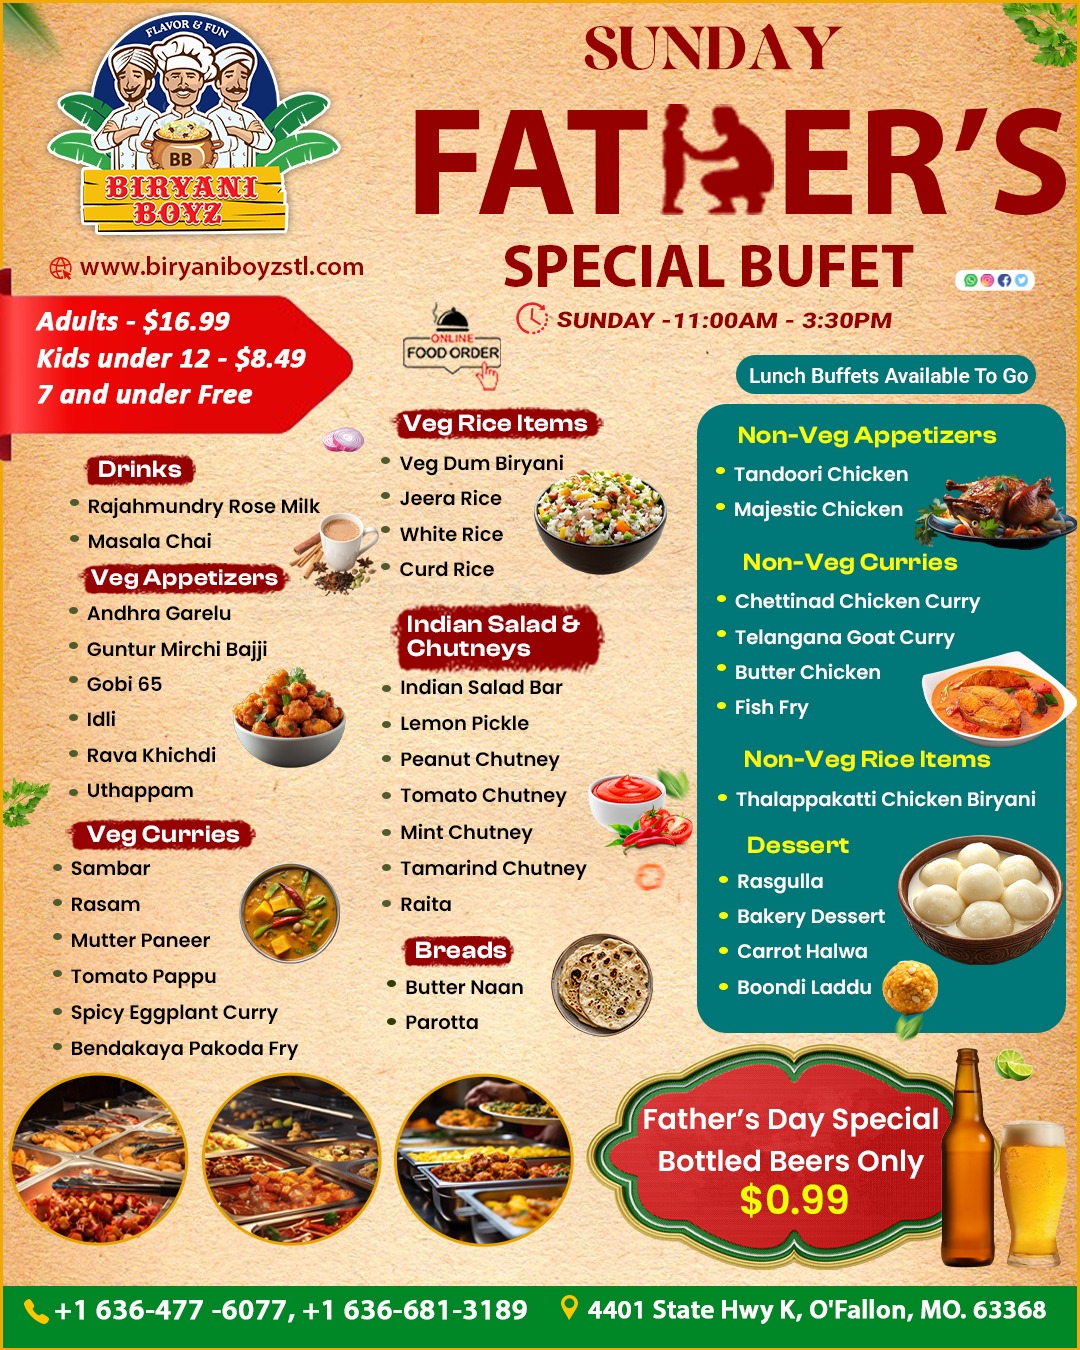 FLAVOR & FUN
BB
BIRYANI
BOYZ
www.biryaniboyzstl.com
SUNDAY
FATHER'S
SPECIAL BUFET
SUNDAY -11:00AM - 3:30PM
Adults - $16.99
Kids under 12 - $8.49
7 and under Free
ONLINE
FOOD ORDER
Lunch Buffets Available To Go
Drinks
Rajahmundry Rose Milk
Masala Chai
Veg Appetizers
Andhra Garelu
Guntur Mirchi Bajji
Gobi 65
Idli
Rava Khichdi
Uthappam
Veg Curries
Sambar
Rasam
Mutter Paneer
Tomato Pappu
Spicy Eggplant Curry
Bendakaya Pakoda Fry
Veg Rice Items
Veg Dum Biryani
Jeera Rice
White Rice
Curd Rice
Indian Salad &
Chutneys
Indian Salad Bar
Lemon Pickle
Peanut Chutney
Tomato Chutney
Mint Chutney
Tamarind Chutney
Raita
Breads
Butter Naan
Parotta
Non-Veg Appetizers
Tandoori Chicken
Majestic Chicken
Non-Veg Curries
Chettinad Chicken Curry
Telangana Goat Curry
Butter Chicken
Fish Fry
Non-Veg Rice Items
Thalappakatti Chicken Biryani
Dessert
Rasgulla
Bakery Dessert
Carrot Halwa
Boondi Laddu
Father's Day Special
Bottled Beers Only
$0.99
+1 636-477 -6077, +1 636-681-3189
4401 State Hwy K, O'Fallon, MO. 63368